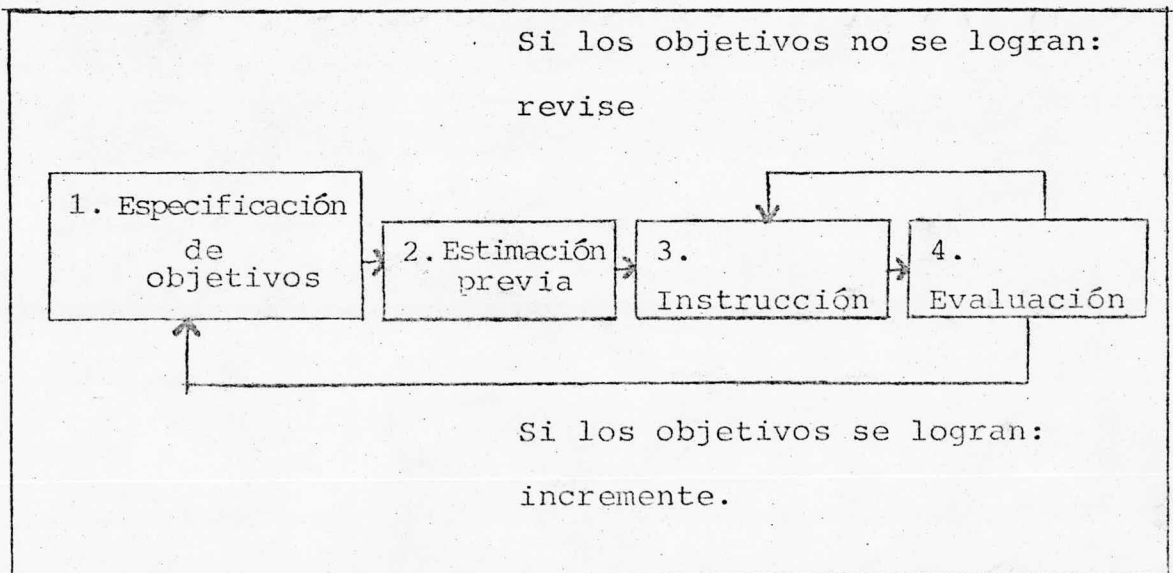 Si los objetivos no se logran:
revise
1. Especificación
de
objetivos
2. Estimación
previa
3.
Instrucción
4.
Evaluación
Si los objetivos se logran:
incremente.